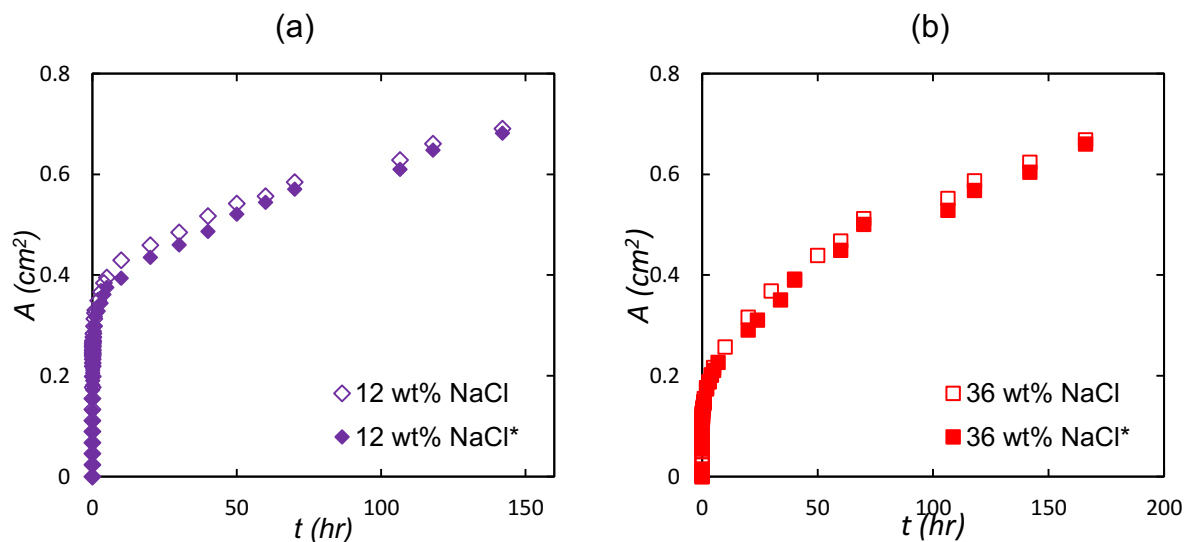 (a)
0.8
0.6
0.4
0.2
0
A (cm²)
12 wt% NaCl
12 wt% NaCl*
0 50 100 150
t (hr)
(b)
0.8
0.6
0.4
0.2
0
A (cm²)
36 wt% NaCl
36 wt% NaCl*
0 50 100 150 200
t (hr)